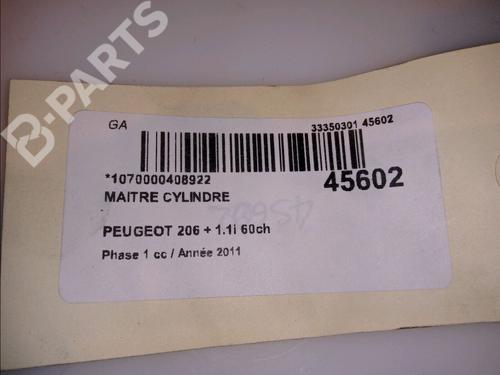 B-PARTS
GA
33350301 45602
*1070000408922
45602
MAITRE CYLINDRE
PEUGEOT 206 + 1.1i 60ch
Phase 1 cc / Année 2011